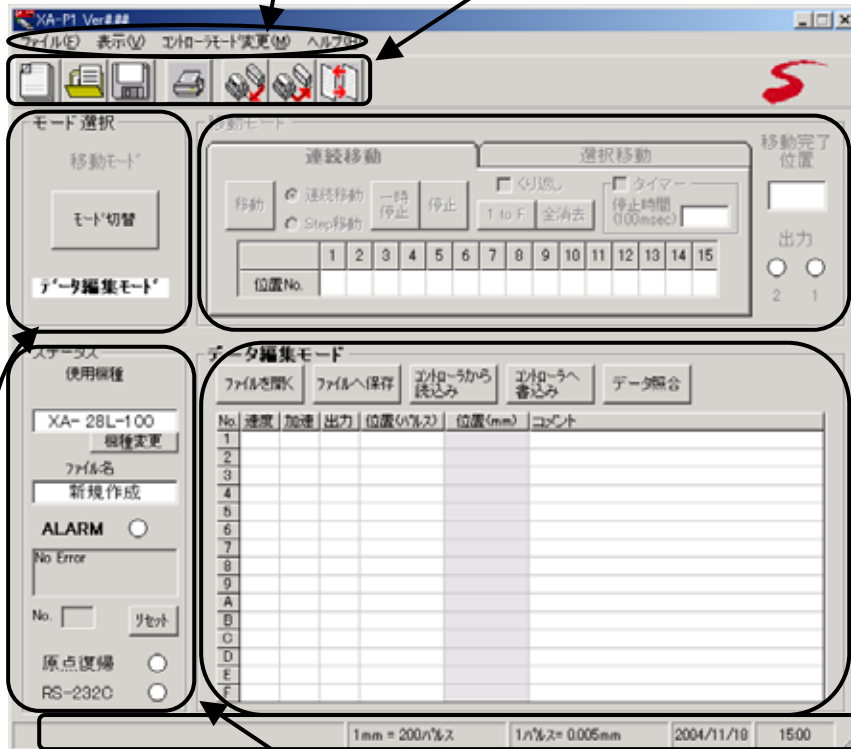 XA-P1 Ver#.##
ファイル(F) 表示(V) コントローラモード変更(M) ヘルプ(H)
モード選択
移動モード
モード切替
データ編集モード
移動モード
連続移動 選択移動
移動
連続移動
Step移動
一時停止
停止
くり返し
1 to F
全消去
タイマー
停止時間
(100msec)
1 2 3 4 5 6 7 8 9 10 11 12 13 14 15
位置No.
移動完了
位置
出力
2 1
ステータス
使用機種
XA- 28L-100
機種変更
ファイル名
新規作成
ALARM
No Error
No.
リセット
原点復帰
RS-232C
データ編集モード
ファイルを開く ファイルへ保存 コントローラから読込み コントローラへ書込み データ照合
No. 速度 加速 出力 位置(パルス) 位置(mm) コメント
1
2
3
4
5
6
7
8
9
A
B
C
D
E
F
1mm = 200パルス 1パルス= 0.005mm 2004/11/18 15:00